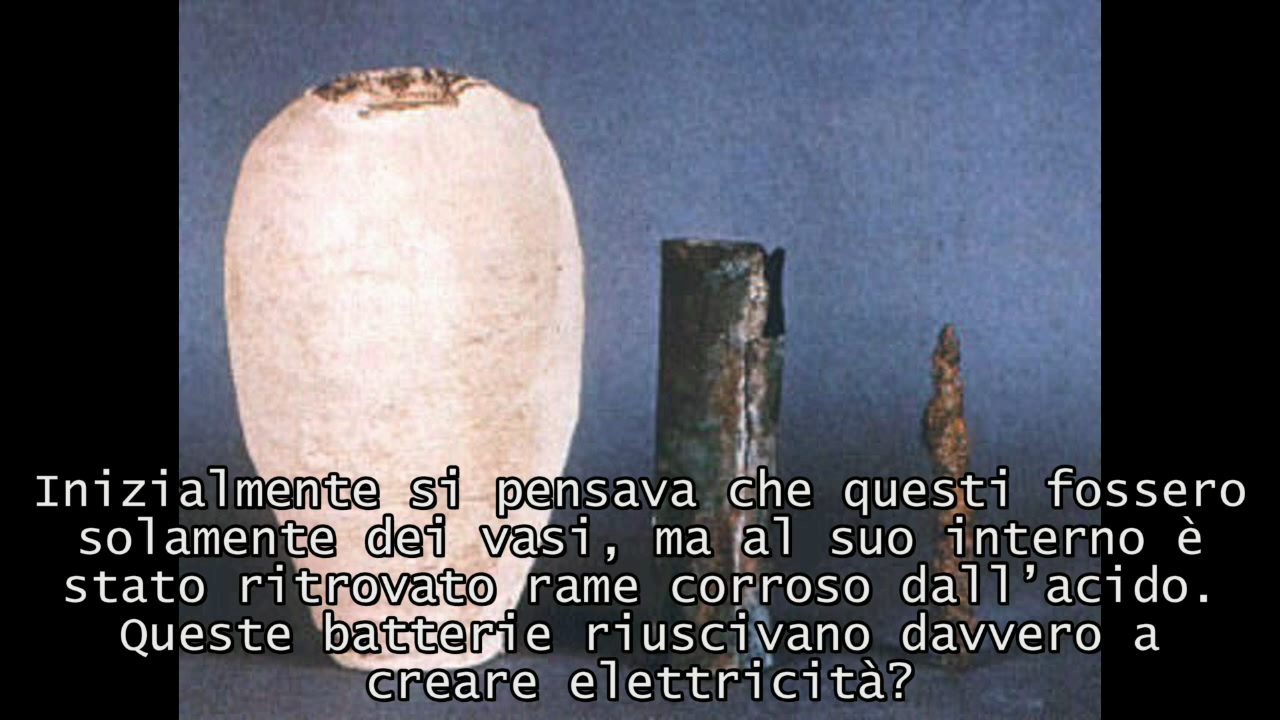 Inizialmente si pensava che questi fossero
solamente dei vasi, ma al suo interno è
stato ritrovato rame corroso dall’acido.
Queste batterie riuscivano davvero a
creare elettricità?